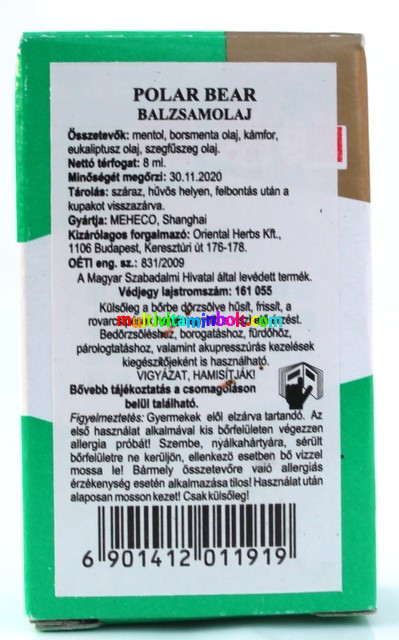 POLAR BEAR
BALZSAMOLAJ
Összetevők: mentol, borsmenta olaj, kámfor,
eukaliptusz olaj, szegfűszeg olaj.
Nettó térfogat: 8 ml.
Minőségét megőrzi: 30.11.2020
Tárolás: száraz, hűvös helyen, felbontás után a
kupakot visszazárva.
Gyártja: MEHECO, Shanghai
Kizárólagos forgalmazó: Oriental Herbs Kft.,
1106 Budapest, Keresztúri út 176-178.
OÉTI eng. sz.: 831/2009
A Magyar Szabadalmi Hivatal által levédett termék.
Védjegy lajstromszám: 161 055
Külsőleg a bőrbe dörzsölve hűsít, frissít, a
multivitaminbolt.com
Bedörzsöléshez, borogatáshoz, fürdőhöz,
párologtatáshoz, valamint akupresszúrás kezelések
kiegészítőjeként is használható.
VIGYÁZAT, HAMISÍTJÁK!
Bővebb tájékoztatás a csomagoláson
belül található.
Figyelmeztetés: Gyermekek elől elzárva tartandó. Az
első használat alkalmával kis bőrfelületen végezzen
allergia próbát! Szembe, nyálkahártyára, sérült
bőrfelületre ne kerüljön, ellenkező esetben bő vízzel
mossa le! Bármely összetevőre való allergiás
érzékenység esetén alkalmazása tilos! Használat után
alaposan mosson kezet! Csak külsőleg!
6 901412 011919